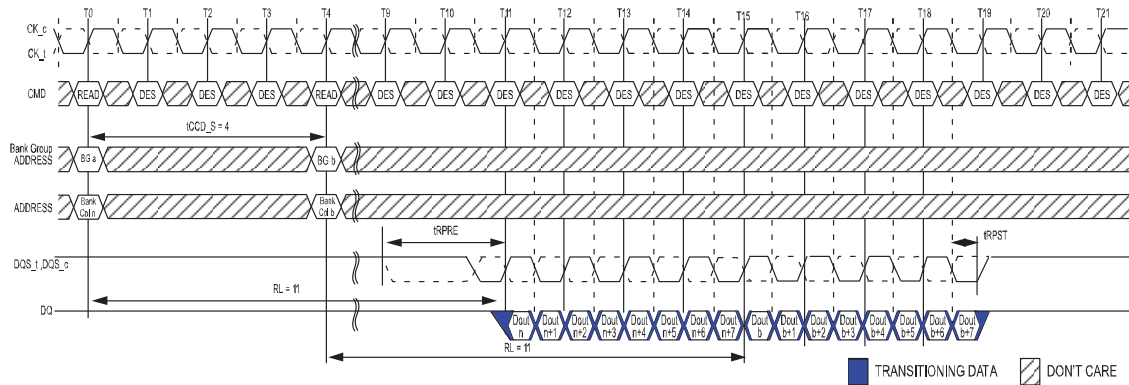 T0 T1 T2 T3 T4 T9 T10 T11 T12 T13 T14 T15 T16 T17 T18 T19 T20 T21
CK_c
CK_t
CMD READ DES DES DES READ DES DES DES DES DES DES DES DES DES DES DES DES DES
tCCD_S = 4
Bank Group
ADDRESS BG a BG b
ADDRESS Bank Col n Bank Col b
tRPRE tRPST
DQS_t ,DQS_c
RL = 11
DQ Dout n Dout n+1 Dout n+2 Dout n+3 Dout n+4 Dout n+5 Dout n+6 Dout n+7 Dout b Dout b+1 Dout b+2 Dout b+3 Dout b+4 Dout b+5 Dout b+6 Dout b+7
RL = 11
TRANSITIONING DATA DON'T CARE